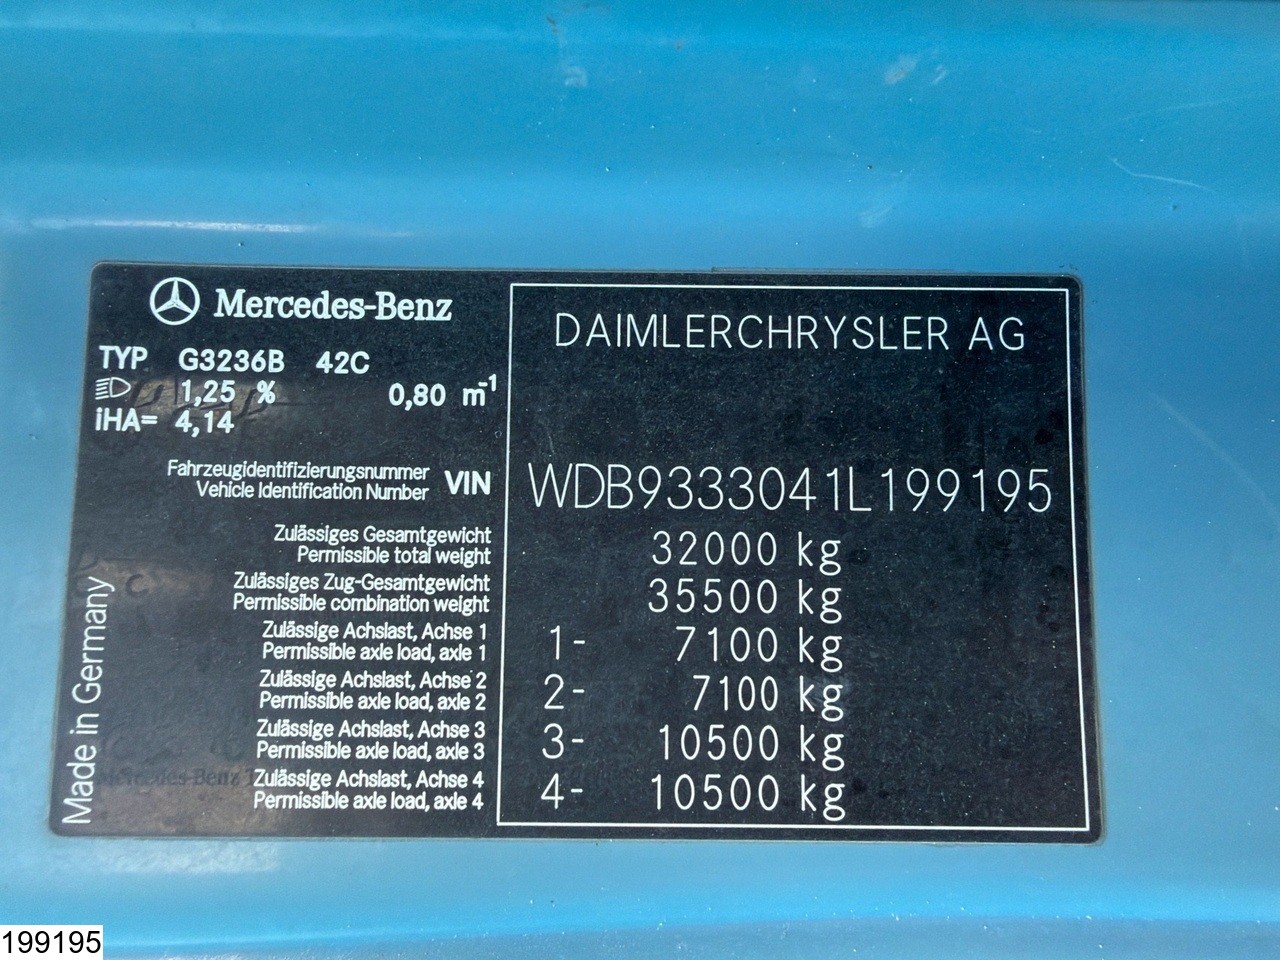 Mercedes-Benz
DAIMLERCHRYSLER AG
TYP G3236B 42C
1,25 % 0,80 m⁻¹
iHA= 4,14
Fahrzeugidentifizierungsnummer
Vehicle Identification Number VIN WDB9333041L199195
Zulässiges Gesamtgewicht
Permissible total weight 32000 kg
Zulässiges Zug-Gesamtgewicht
Permissible combination weight 35500 kg
Zulässige Achslast, Achse 1
Permissible axle load, axle 1 1- 7100 kg
Zulässige Achslast, Achse 2
Permissible axle load, axle 2 2- 7100 kg
Zulässige Achslast, Achse 3
Permissible axle load, axle 3 3- 10500 kg
Zulässige Achslast, Achse 4
Permissible axle load, axle 4 4- 10500 kg
Made in Germany
Mercedes-Benz
199195